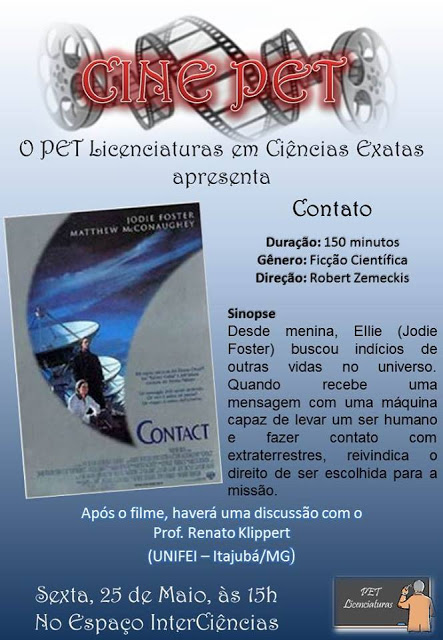 CINE PET
O PET Licenciaturas em Ciências Exatas
apresenta
JODIE FOSTER
MATTHEW McCONAUGHEY
CONTACT
Contato
Duração: 150 minutos
Gênero: Ficção Científica
Direção: Robert Zemeckis
Sinopse
Desde menina, Ellie (Jodie
Foster) buscou indícios de
outras vidas no universo.
Quando recebe uma
mensagem com uma máquina
capaz de levar um ser humano
e fazer contato com
extraterrestres, reivindica o
direito de ser escolhida para a
missão.
Após o filme, haverá uma discussão com o
Prof. Renato Klippert
(UNIFEI – Itajubá/MG)
Sexta, 25 de Maio, às 15h
No Espaço InterCiências
PET
Licenciaturas